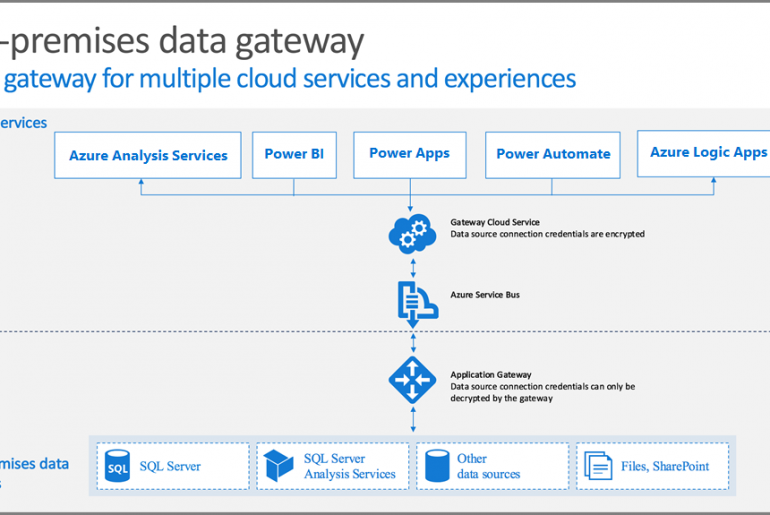 -premises data gateway
gateway for multiple cloud services and experiences
ervices
Azure Analysis Services
Power BI
Power Apps
Power Automate
Azure Logic Apps
Gateway Cloud Service
Data source connection credentials are encrypted
Azure Service Bus
Application Gateway
Data source connection credentials can only be
decrypted by the gateway
mises data
s
SQL
SQL Server
SQL Server
Analysis Services
Other
data sources
Files, SharePoint